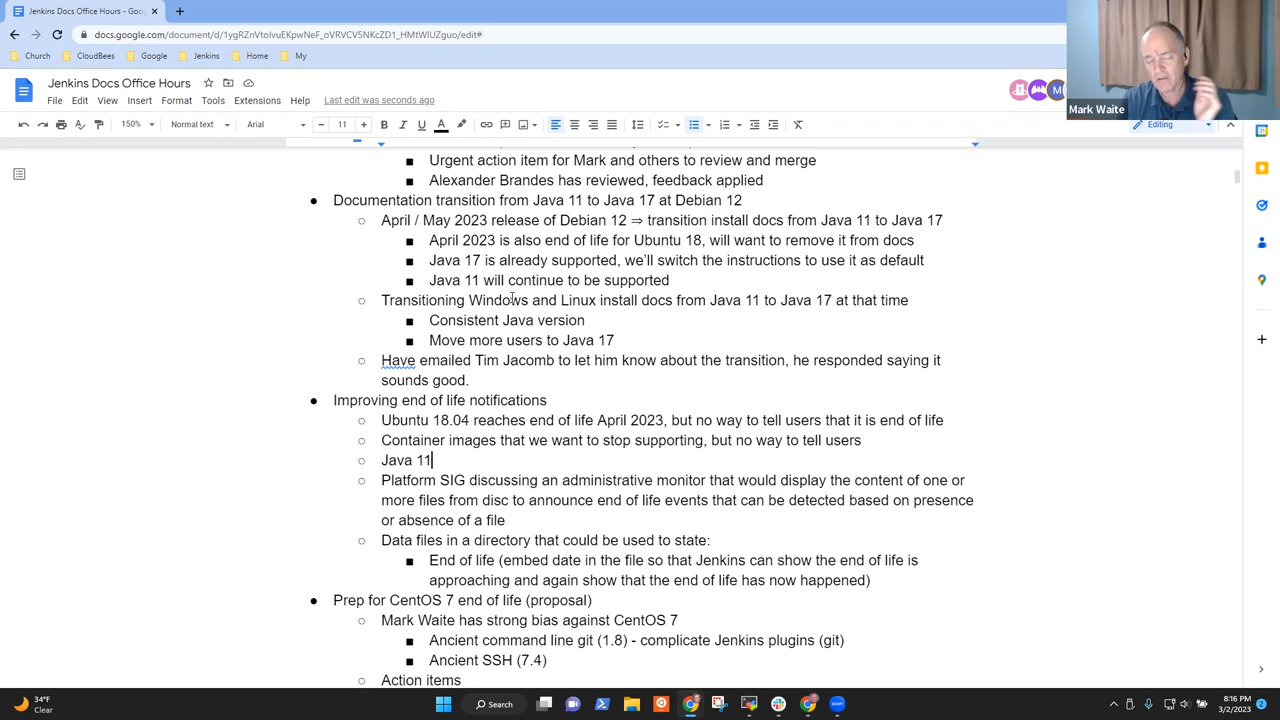 Jenkins Docs Office Hours - Goo
docs.google.com/document/d/1ygRZnVtoIvuEKpwNeF_oVRVCV5NKcZD1_HMtWIUZguo/edit#
Church CloudBees Google Jenkins Home My
Jenkins Docs Office Hours
File Edit View Insert Format Tools Extensions Help Last edit was seconds ago
Mark Waite
150% Normal text Arial 11 Editing
■ Urgent action item for Mark and others to review and merge
■ Alexander Brandes has reviewed, feedback applied
● Documentation transition from Java 11 to Java 17 at Debian 12
○ April / May 2023 release of Debian 12 ⇒ transition install docs from Java 11 to Java 17
■ April 2023 is also end of life for Ubuntu 18, will want to remove it from docs
■ Java 17 is already supported, we'll switch the instructions to use it as default
■ Java 11 will continue to be supported
○ Transitioning Windows and Linux install docs from Java 11 to Java 17 at that time
■ Consistent Java version
■ Move more users to Java 17
○ Have emailed Tim Jacomb to let him know about the transition, he responded saying it
sounds good.
● Improving end of life notifications
○ Ubuntu 18.04 reaches end of life April 2023, but no way to tell users that it is end of life
○ Container images that we want to stop supporting, but no way to tell users
○ Java 11
○ Platform SIG discussing an administrative monitor that would display the content of one or
more files from disc to announce end of life events that can be detected based on presence
or absence of a file
○ Data files in a directory that could be used to state:
■ End of life (embed date in the file so that Jenkins can show the end of life is
approaching and again show that the end of life has now happened)
● Prep for CentOS 7 end of life (proposal)
○ Mark Waite has strong bias against CentOS 7
■ Ancient command line git (1.8) - complicate Jenkins plugins (git)
■ Ancient SSH (7.4)
○ Action items
34°F
Clear
Search
8:16 PM
3/2/2023